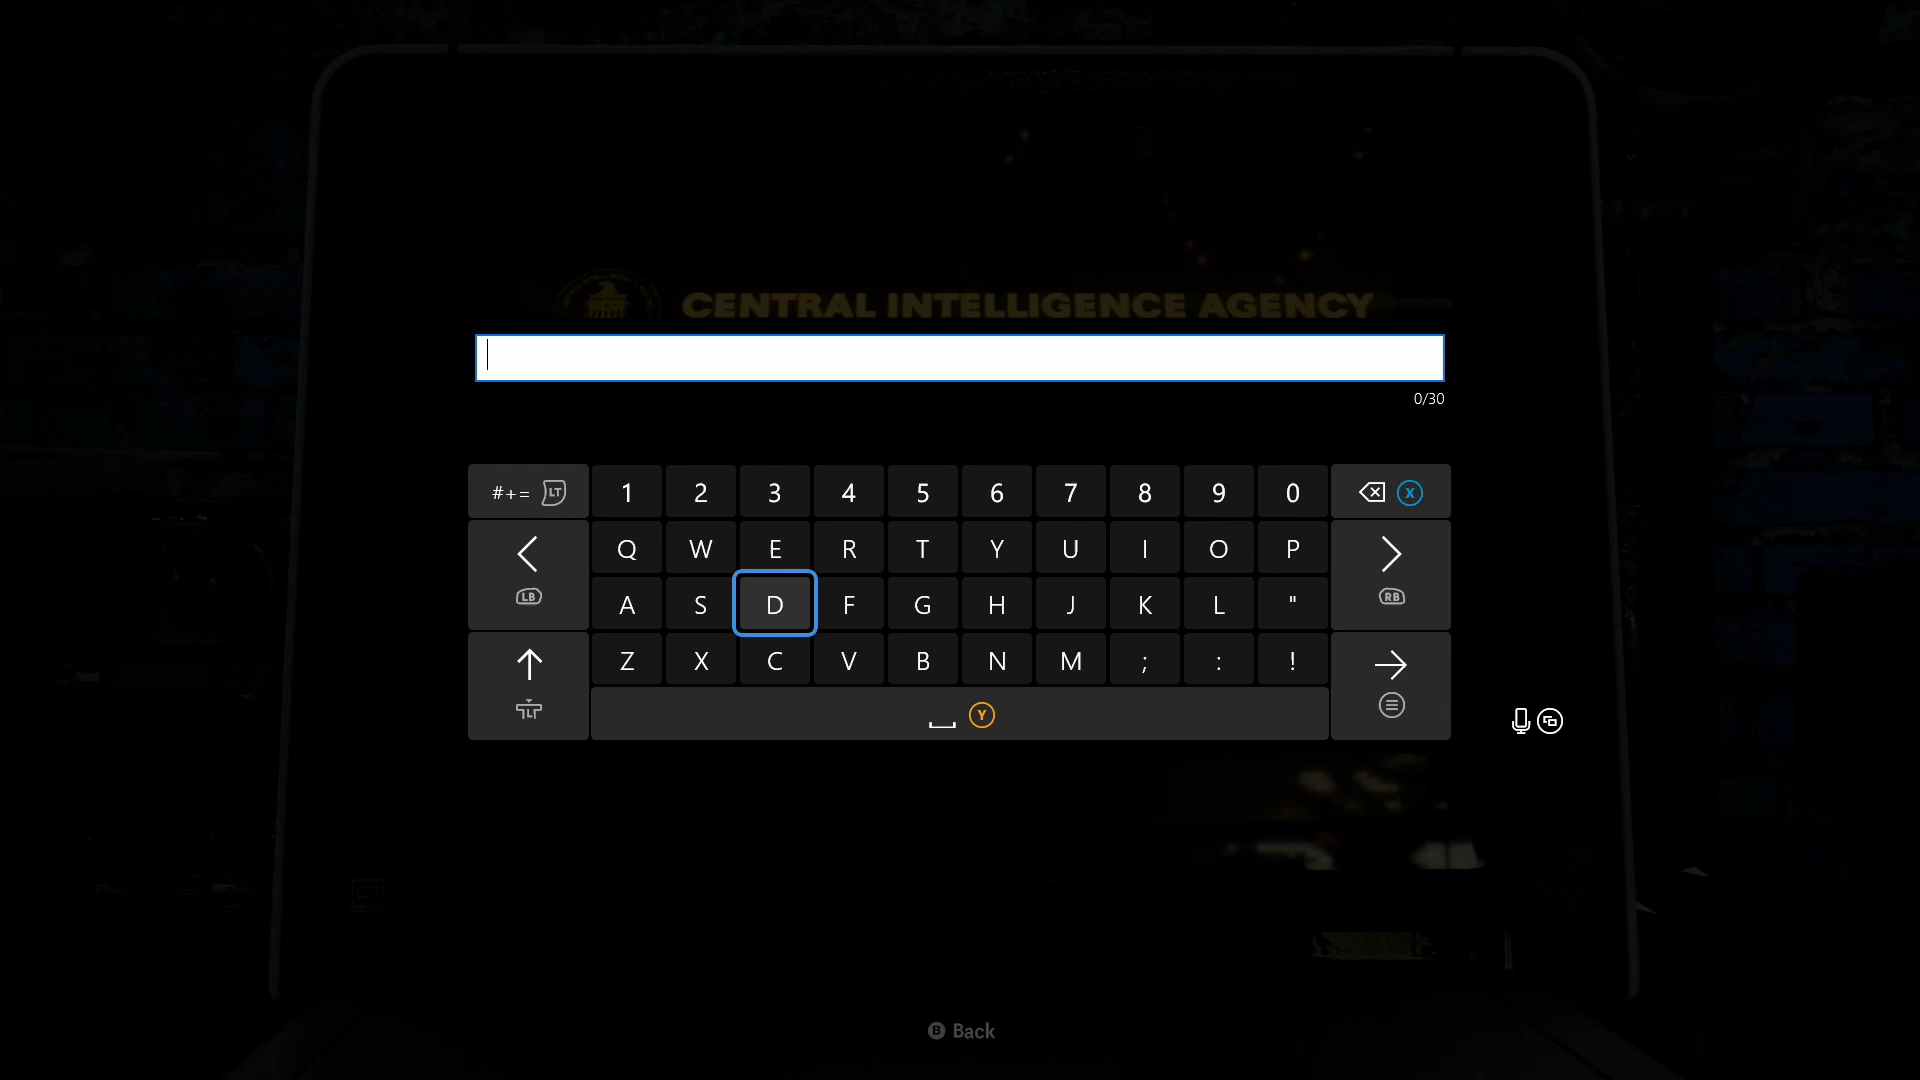 CENTRAL INTELLIGENCE AGENCY
0/30
#+= LT 1 2 3 4 5 6 7 8 9 0 X
Q W E R T Y U I O P
LB A S D F G H J K L " RB
Z X C V B N M ; : !
LT Y
B Back